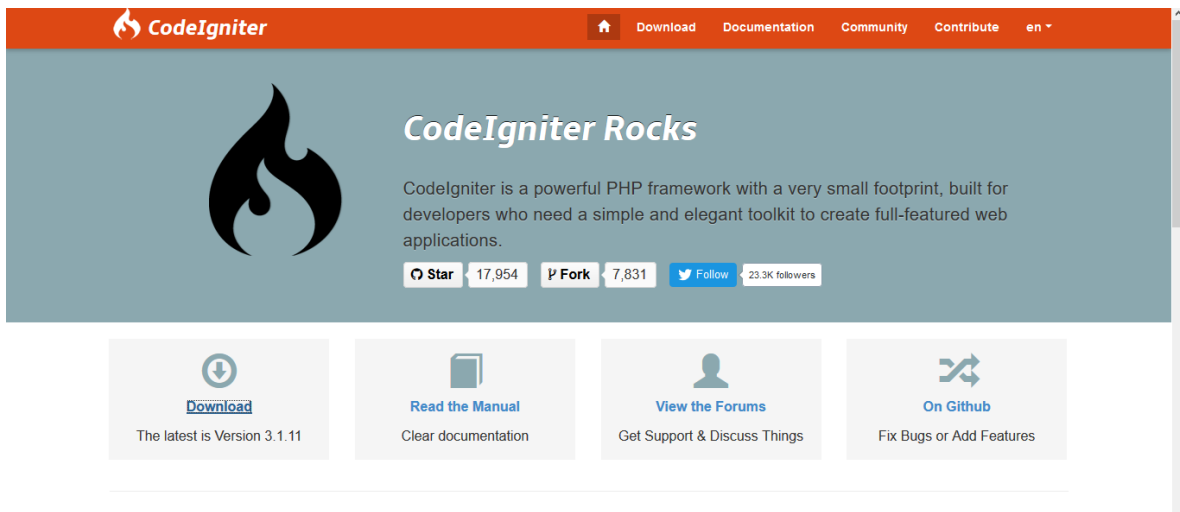 CodeIgniter
Download Documentation Community Contribute en
CodeIgniter Rocks
CodeIgniter is a powerful PHP framework with a very small footprint, built for
developers who need a simple and elegant toolkit to create full-featured web
applications.
Star 17,954 Fork 7,831 Follow 23.3K followers
Download
The latest is Version 3.1.11
Read the Manual
Clear documentation
View the Forums
Get Support & Discuss Things
On Github
Fix Bugs or Add Features